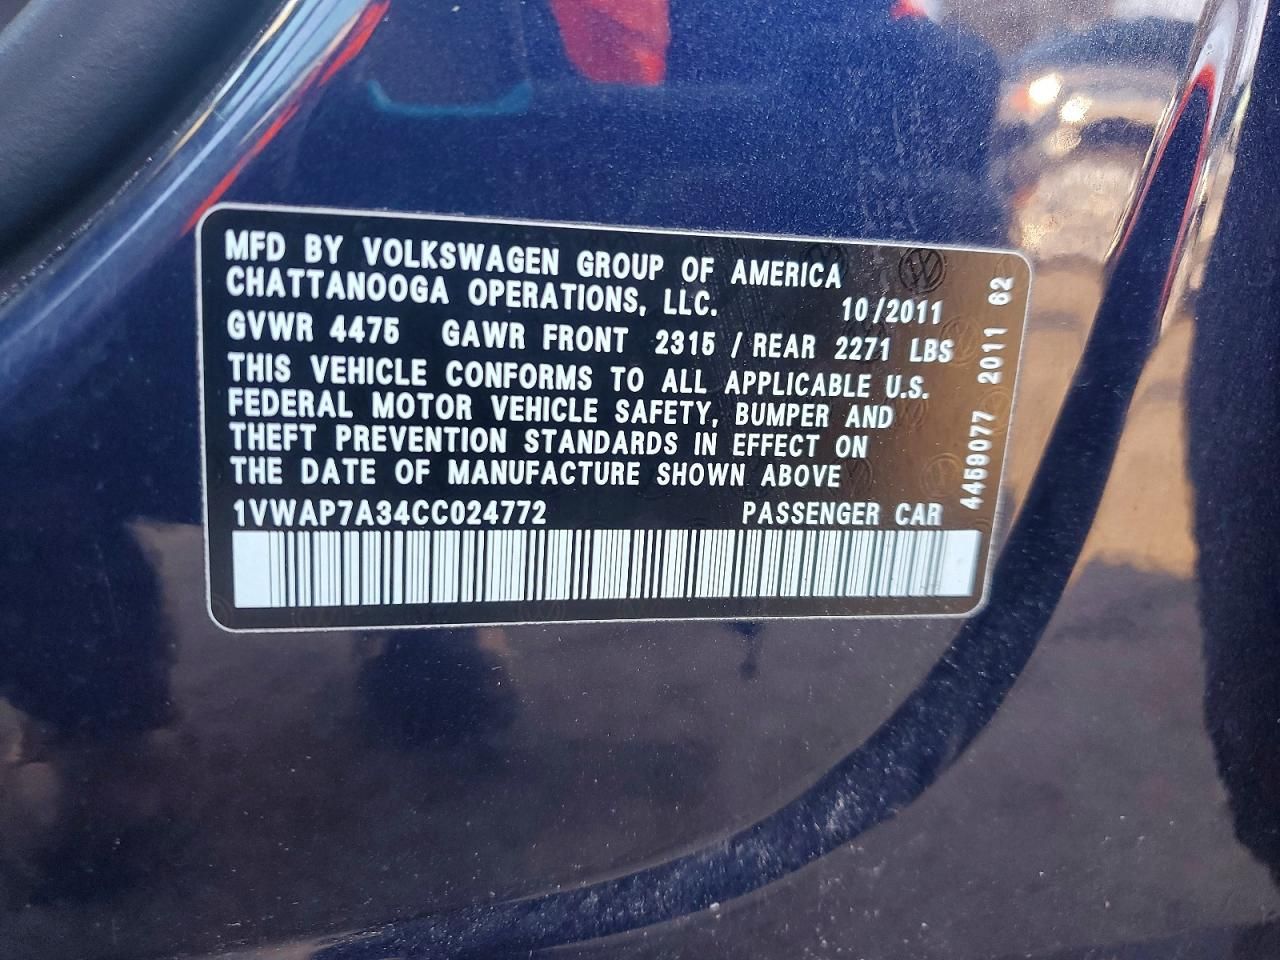 MFD BY VOLKSWAGEN GROUP OF AMERICA
CHATTANOOGA OPERATIONS, LLC. 10/2011
GVWR 4475 GAWR FRONT 2315 / REAR 2271 LBS
THIS VEHICLE CONFORMS TO ALL APPLICABLE U.S.
FEDERAL MOTOR VEHICLE SAFETY, BUMPER AND
THEFT PREVENTION STANDARDS IN EFFECT ON
THE DATE OF MANUFACTURE SHOWN ABOVE
1VWAP7A34CC024772 PASSENGER CAR
4459077 2011 62